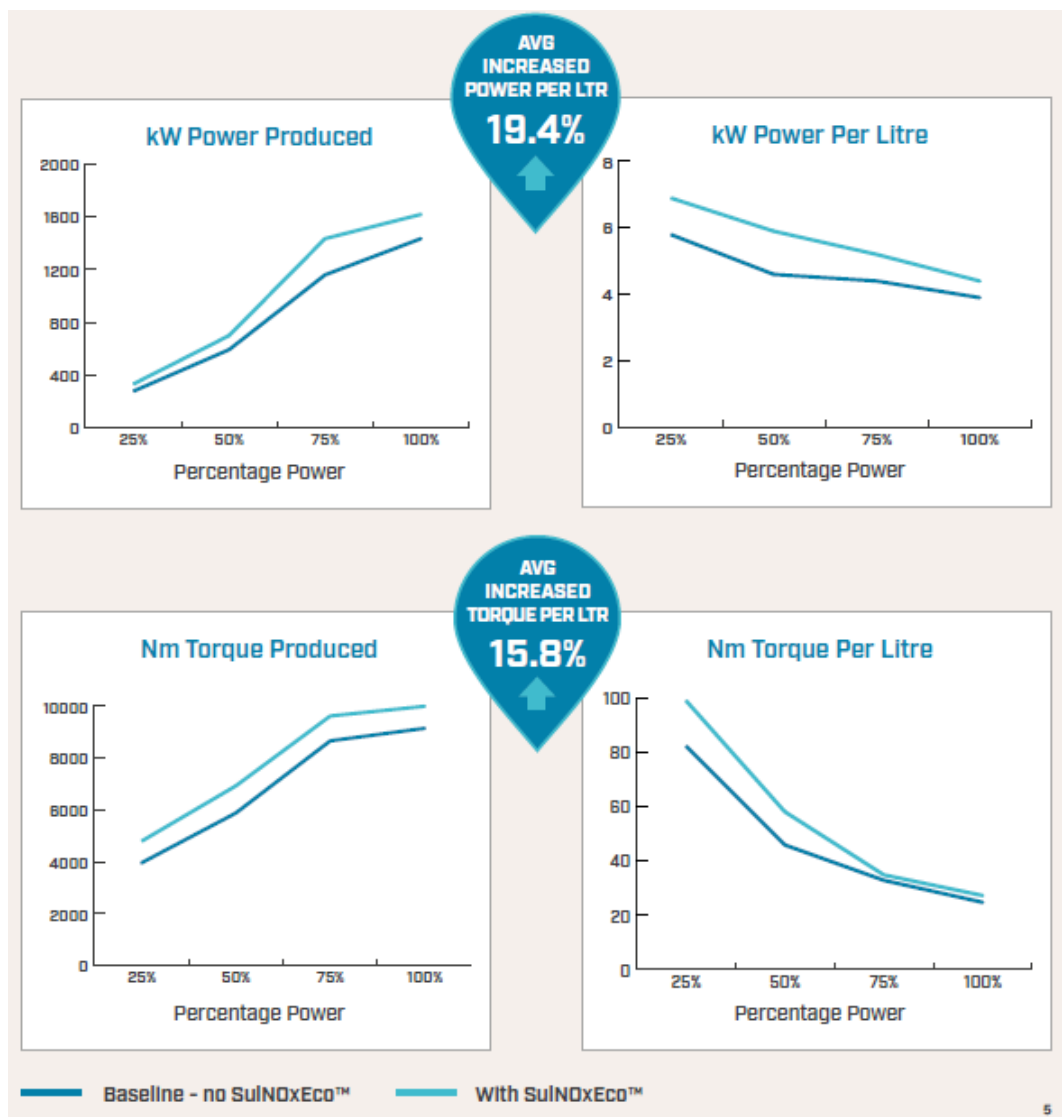 AVG
INCREASED
POWER PER LTR
19.4%
kW Power Produced
2000
1600
1200
800
400
0
25% 50% 75% 100%
Percentage Power
kW Power Per Litre
8
6
4
2
0
25% 50% 75% 100%
Percentage Power
AVG
INCREASED
TORQUE PER LTR
15.8%
Nm Torque Produced
10000
8000
6000
4000
2000
0
25% 50% 75% 100%
Percentage Power
Nm Torque Per Litre
100
80
60
40
20
0
25% 50% 75% 100%
Percentage Power
Baseline - no SulNOxEco™ With SulNOxEco™
5